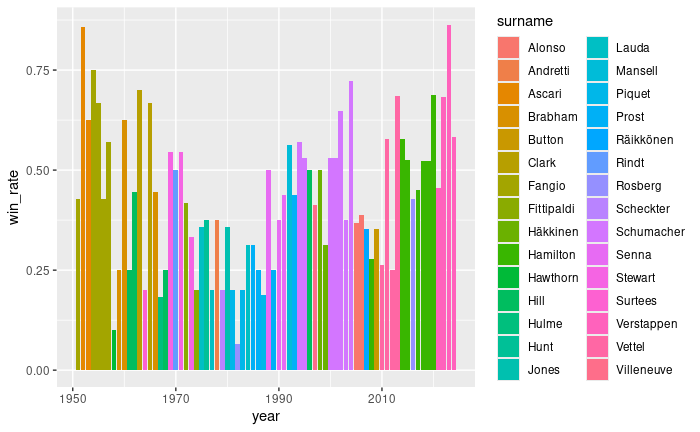 surname
Alonso
Andretti
Ascari
Brabham
Button
Clark
Fangio
Fittipaldi
Häkkinen
Hamilton
Hawthorn
Hill
Hulme
Hunt
Jones
Lauda
Mansell
Piquet
Prost
Räikkönen
Rindt
Rosberg
Scheckter
Schumacher
Senna
Stewart
Surtees
Verstappen
Vettel
Villeneuve
win_rate
0.75
0.50
0.25
0.00
1950 1970 1990 2010
year